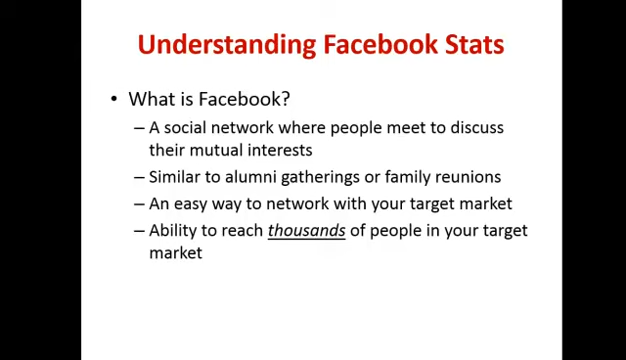 Understanding Facebook Stats
• What is Facebook?
– A social network where people meet to discuss
their mutual interests
– Similar to alumni gatherings or family reunions
– An easy way to network with your target market
– Ability to reach thousands of people in your target
market